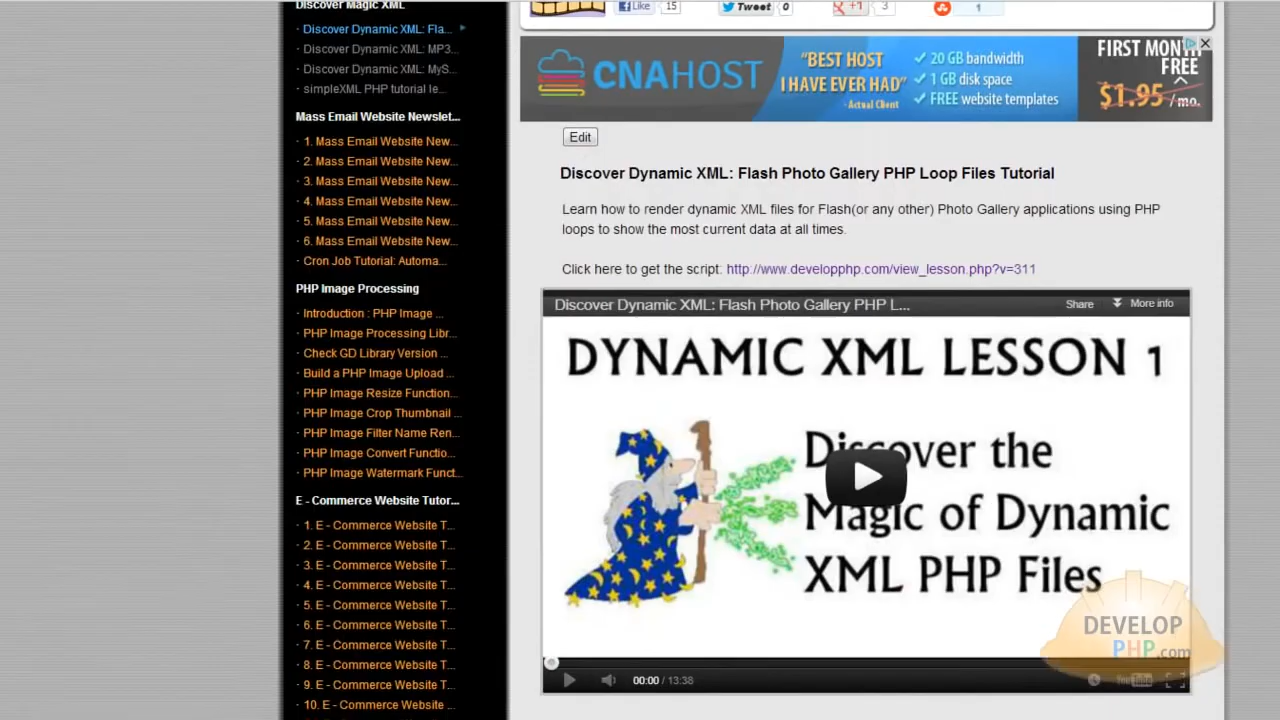 Discover Magic XML
· Discover Dynamic XML: Fla...
· Discover Dynamic XML: MP3...
· Discover Dynamic XML: MyS...
· simpleXML PHP tutorial le...
Mass Email Website Newslet...
· 1. Mass Email Website New...
· 2. Mass Email Website New...
· 3. Mass Email Website New...
· 4. Mass Email Website New...
· 5. Mass Email Website New...
· 6. Mass Email Website New...
· Cron Job Tutorial: Automa...
PHP Image Processing
· Introduction : PHP Image ...
· PHP Image Processing Libr...
· Check GD Library Version ...
· Build a PHP Image Upload ...
· PHP Image Resize Function...
· PHP Image Crop Thumbnail ...
· PHP Image Filter Name Ren...
· PHP Image Convert Functio...
· PHP Image Watermark Funct...
E - Commerce Website Tutor...
· 1. E - Commerce Website T...
· 2. E - Commerce Website T...
· 3. E - Commerce Website T...
· 4. E - Commerce Website T...
· 5. E - Commerce Website T...
· 6. E - Commerce Website T...
· 7. E - Commerce Website T...
· 8. E - Commerce Website T...
· 9. E - Commerce Website T...
· 10. E - Commerce Website ...
Like 15 Tweet 0 +1 3 1
CNAHOST
"BEST HOST
I HAVE EVER HAD"
- Actual Client
20 GB bandwidth
1 GB disk space
FREE website templates
FIRST MONTH
FREE
$1.95 / mo.
Edit
Discover Dynamic XML: Flash Photo Gallery PHP Loop Files Tutorial
Learn how to render dynamic XML files for Flash(or any other) Photo Gallery applications using PHP
loops to show the most current data at all times.
Click here to get the script: http://www.developphp.com/view_lesson.php?v=311
Discover Dynamic XML: Flash Photo Gallery PHP L...
Share More info
DYNAMIC XML LESSON 1
Discover the
Magic of Dynamic
XML PHP Files
DEVELOP
PHP.com
00:00 / 13:38
YouTube